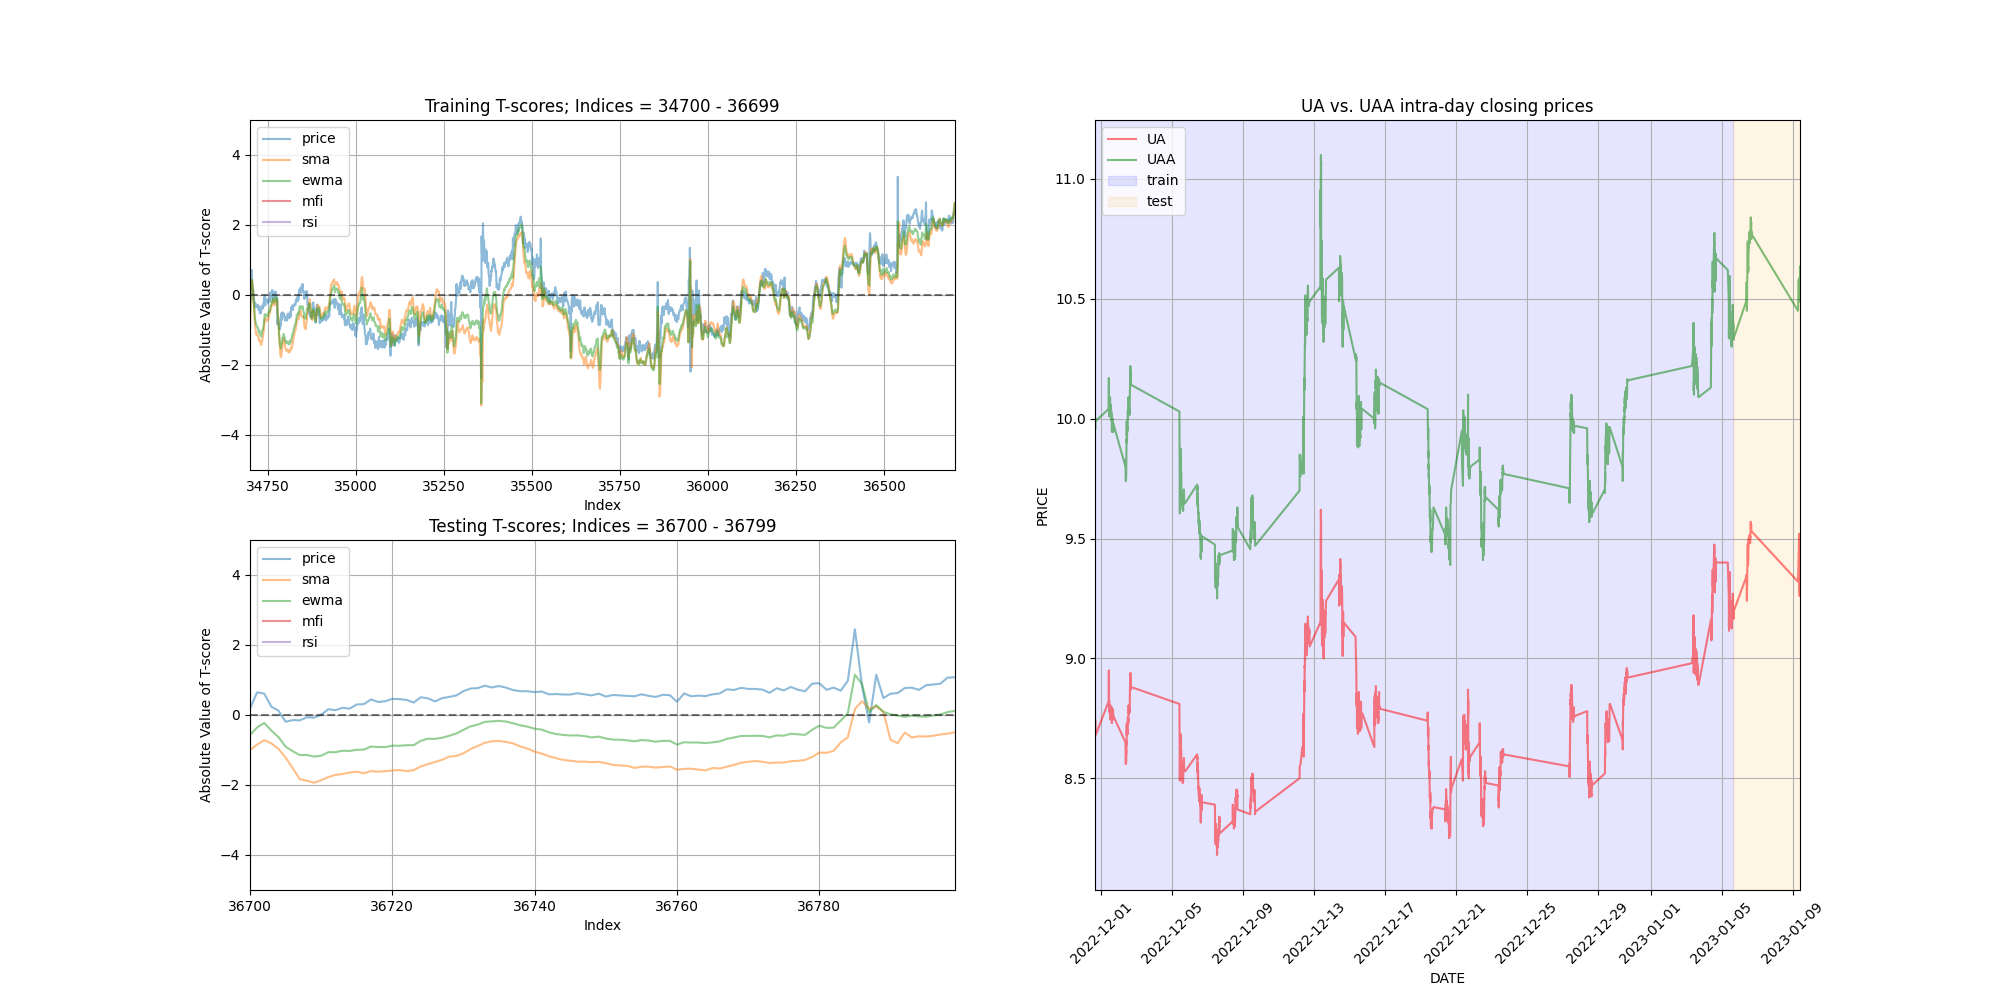 Training T-scores; Indices = 34700 - 36699
price
sma
ewma
mfi
rsi
4
2
0
−2
−4
Absolute Value of T-score
34750 35000 35250 35500 35750 36000 36250 36500
Index
Testing T-scores; Indices = 36700 - 36799
price
sma
ewma
mfi
rsi
4
2
0
−2
−4
Absolute Value of T-score
36700 36720 36740 36760 36780
Index
UA vs. UAA intra-day closing prices
UA
UAA
train
test
11.0
10.5
10.0
9.5
9.0
8.5
PRICE
2022-12-01 2022-12-05 2022-12-09 2022-12-13 2022-12-17 2022-12-21 2022-12-25 2022-12-29 2023-01-01 2023-01-05 2023-01-09
DATE